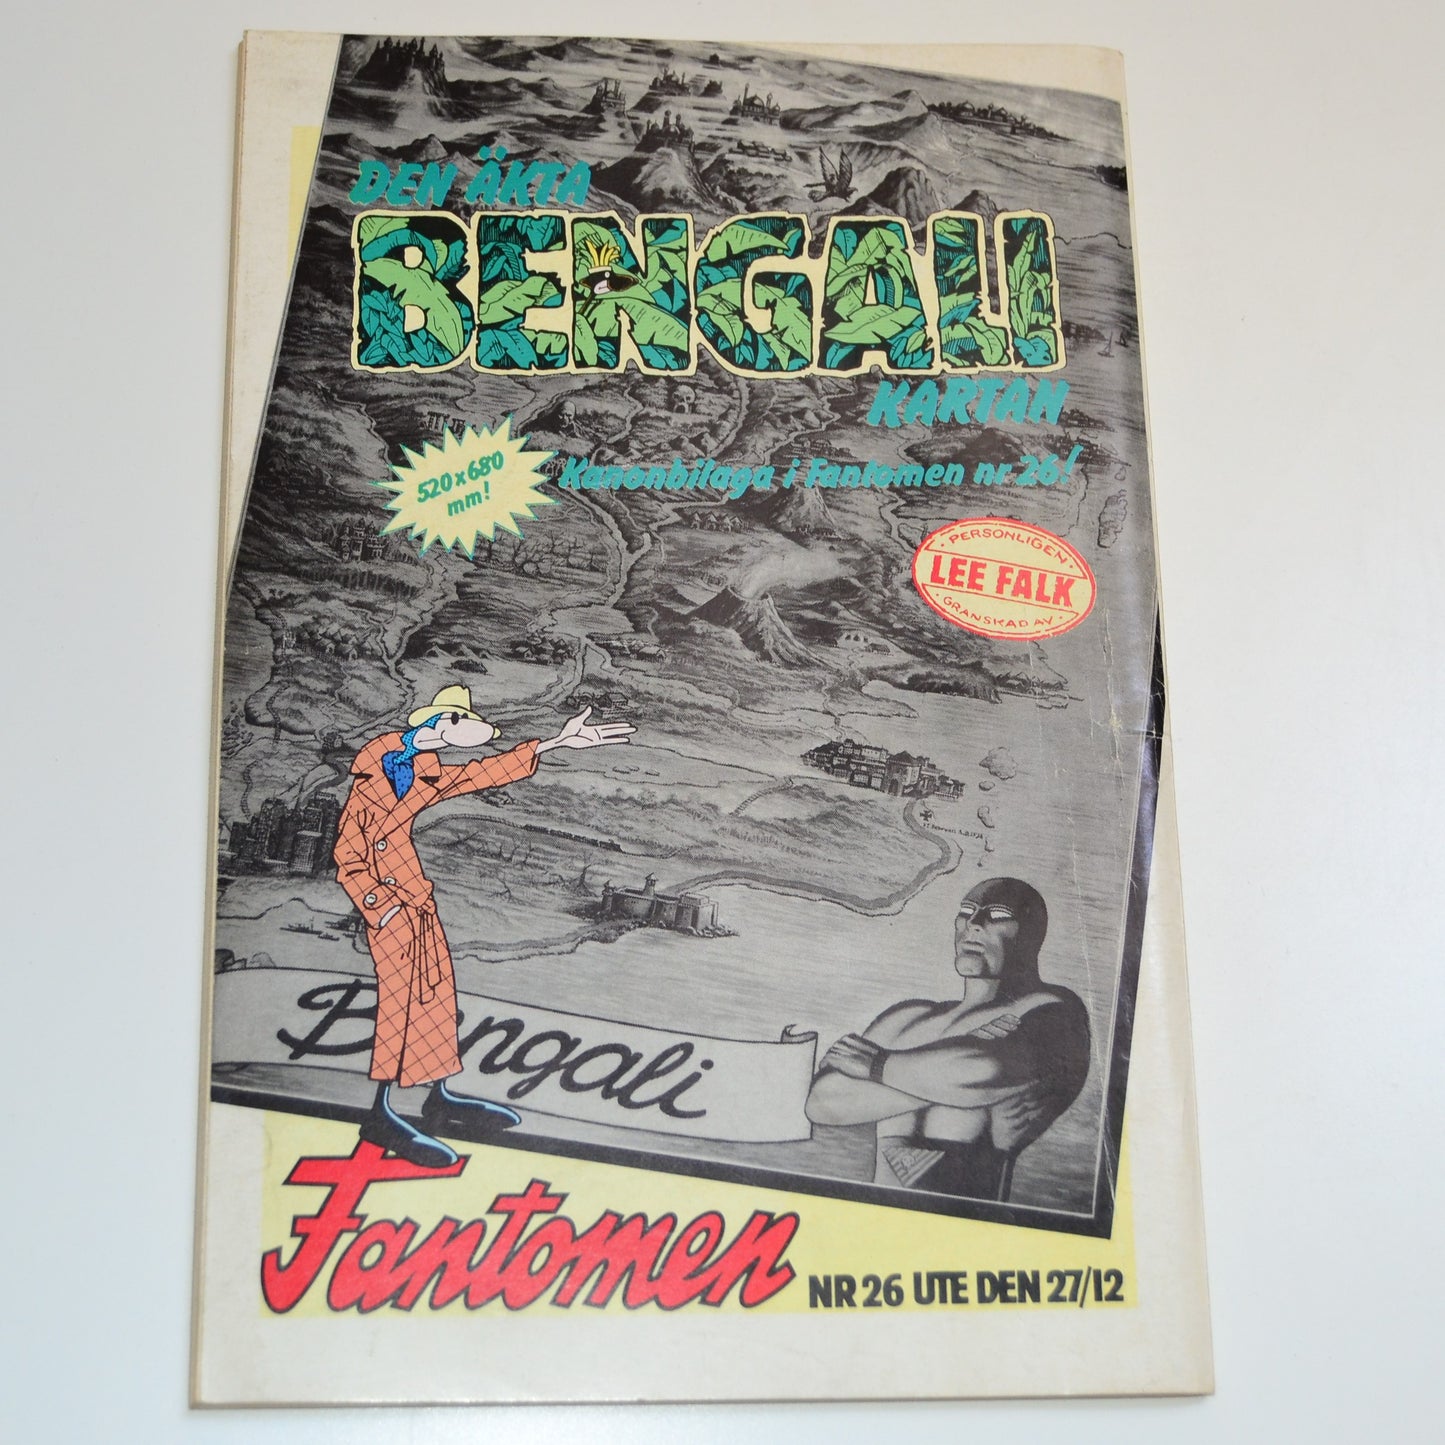 DEN ÄKTA
BENGALI
KARTAN
520x680
mm!
Kanonbilaga i Fantomen nr 26!
PERSONLIGEN
LEE FALK
GRANSKAD AV
Bengali
Fantomen
NR 26 UTE DEN 27/12